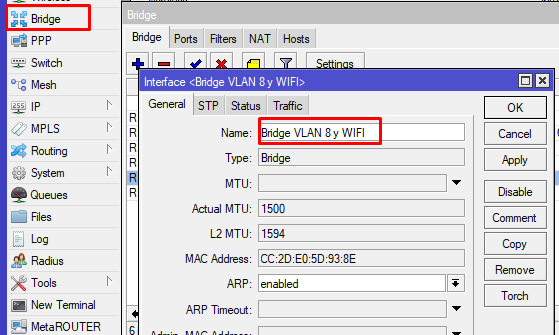 Wireless
Bridge
PPP
Switch
Mesh
IP
MPLS
Routing
System
Queues
Files
Log
Radius
Tools
New Terminal
MetaROUTER
Bridge
Bridge Ports Filters NAT Hosts
Settings
R
R
R
R
R
R
6
Interface <Bridge VLAN 8 y WIFI>
General STP Status Traffic
Name: Bridge VLAN 8 y WIFI
Type: Bridge
MTU:
Actual MTU: 1500
L2 MTU: 1594
MAC Address: CC:2D:E0:5D:93:8E
ARP: enabled
ARP Timeout:
Admin. MAC Address:
OK
Cancel
Apply
Disable
Comment
Copy
Remove
Torch